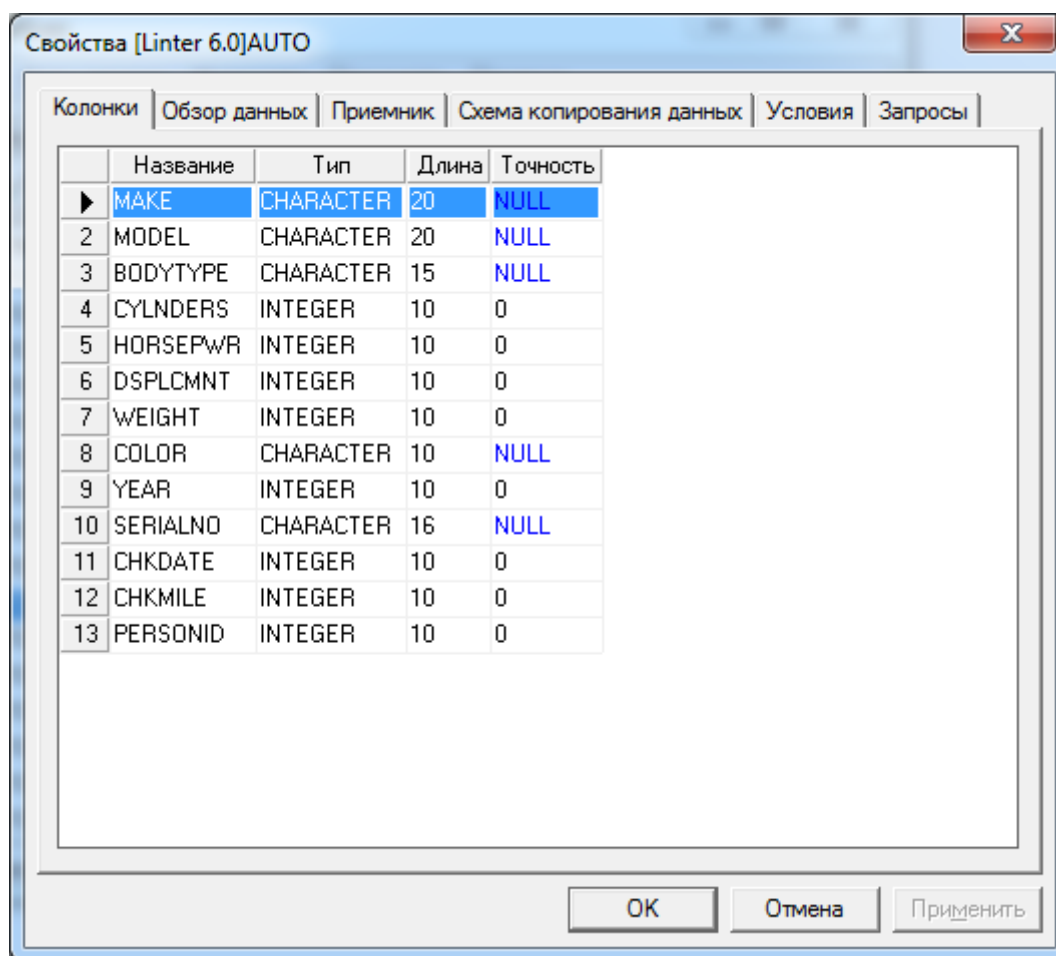 Свойства [Linter 6.0]AUTO
Колонки Обзор данных Приемник Схема копирования данных Условия Запросы
Название Тип Длина Точность
MAKE CHARACTER 20 NULL
2 MODEL CHARACTER 20 NULL
3 BODYTYPE CHARACTER 15 NULL
4 CYLNDERS INTEGER 10 0
5 HORSEPWR INTEGER 10 0
6 DSPLCMNT INTEGER 10 0
7 WEIGHT INTEGER 10 0
8 COLOR CHARACTER 10 NULL
9 YEAR INTEGER 10 0
10 SERIALNO CHARACTER 16 NULL
11 CHKDATE INTEGER 10 0
12 CHKMILE INTEGER 10 0
13 PERSONID INTEGER 10 0
OK Отмена Применить